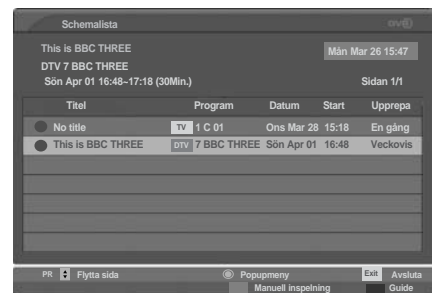 Schemalista
This is BBC THREE
Mån Mar 26 15:47
DTV 7 BBC THREE
Sön Apr 01 16:48~17:18 (30Min.)
Sidan 1/1
Titel Program Datum Start Upprepa
No title TV 1 C 01 Ons Mar 28 15:18 En gång
This is BBC THREE DTV 7 BBC THREE Sön Apr 01 16:48 Veckovis
PR Flytta sida Popupmeny Exit Avsluta
Manuell inspelning Guide